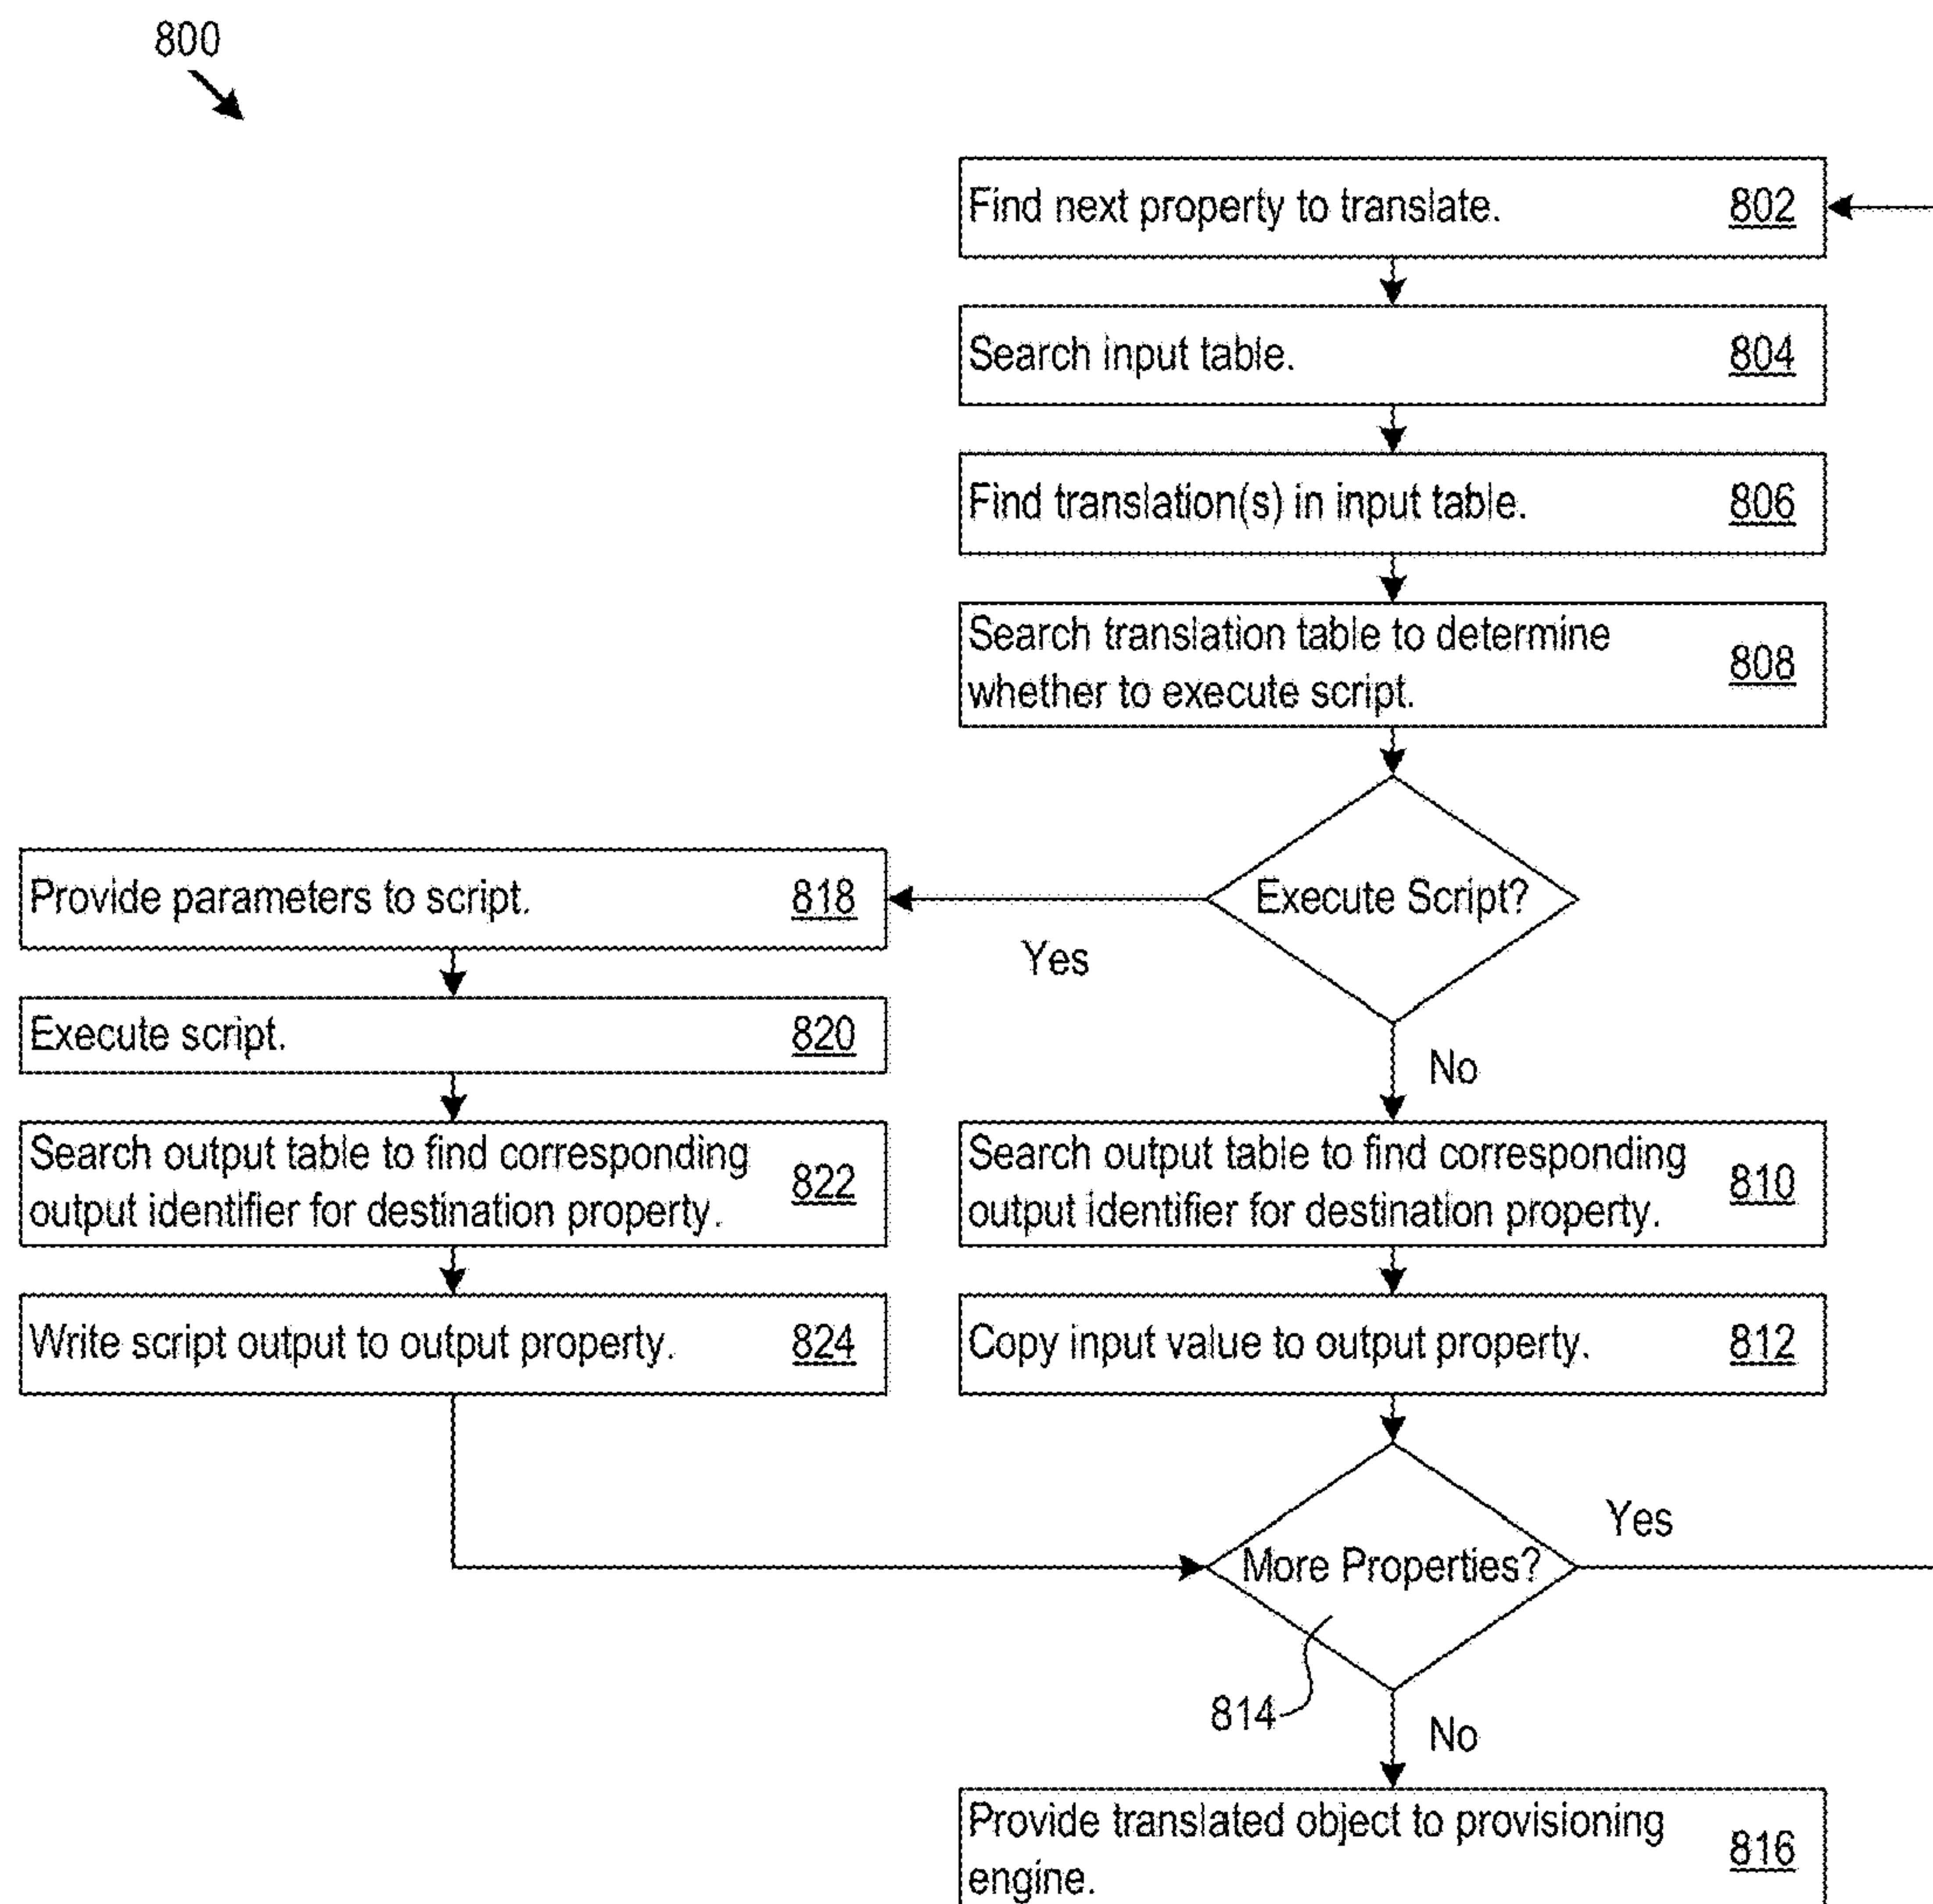 800
Find next property to translate. 802
Search input table. 804
Find translation(s) in input table. 806
Search translation table to determine
whether to execute script. 808
Execute Script?
Yes
No
Provide parameters to script. 818
Execute script. 820
Search output table to find corresponding
output identifier for destination property. 822
Write script output to output property. 824
Search output table to find corresponding
output identifier for destination property. 810
Copy input value to output property. 812
More Properties?
Yes
814
No
Provide translated object to provisioning
engine. 816